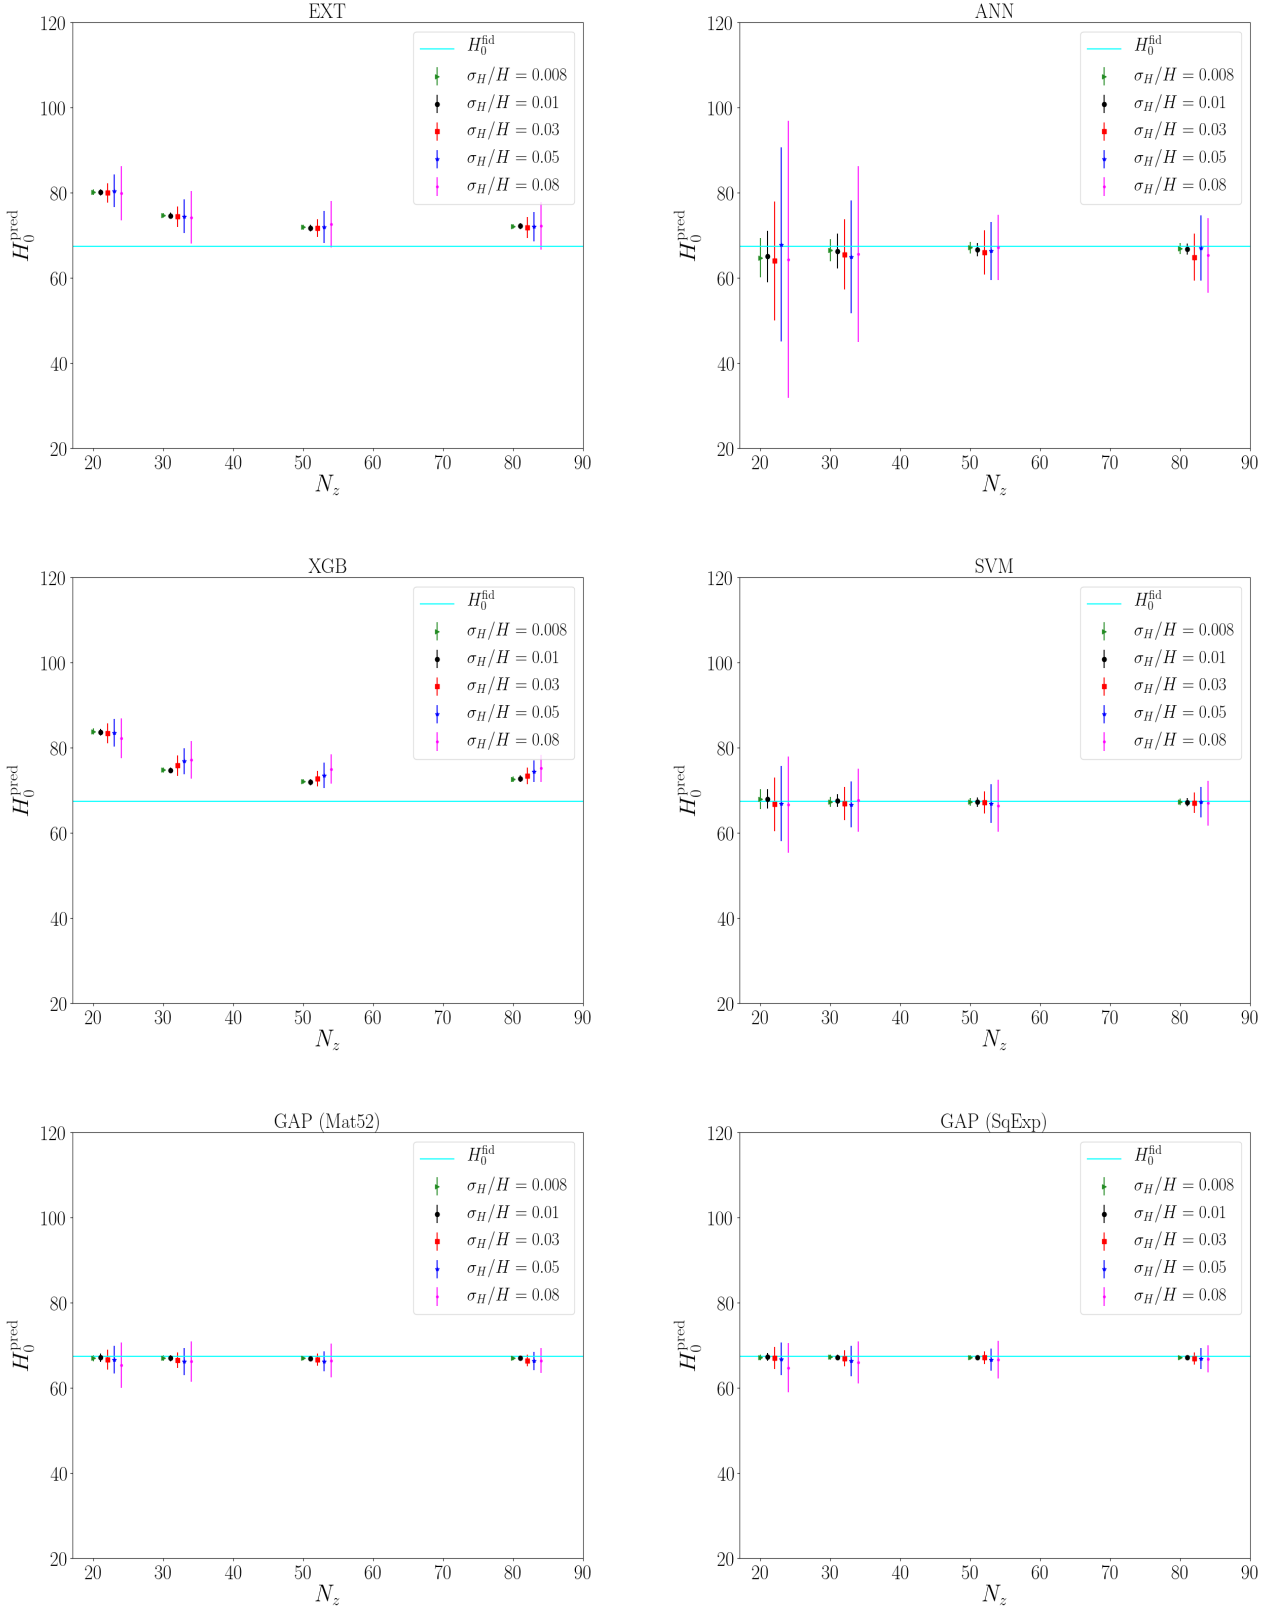 EXT
120
100
80
60
40
20
H_0^pred
20 30 40 50 60 70 80 90
N_z
H_0^fid
σ_H/H = 0.008
σ_H/H = 0.01
σ_H/H = 0.03
σ_H/H = 0.05
σ_H/H = 0.08
ANN
120
100
80
60
40
20
H_0^pred
20 30 40 50 60 70 80 90
N_z
H_0^fid
σ_H/H = 0.008
σ_H/H = 0.01
σ_H/H = 0.03
σ_H/H = 0.05
σ_H/H = 0.08
XGB
120
100
80
60
40
20
H_0^pred
20 30 40 50 60 70 80 90
N_z
H_0^fid
σ_H/H = 0.008
σ_H/H = 0.01
σ_H/H = 0.03
σ_H/H = 0.05
σ_H/H = 0.08
SVM
120
100
80
60
40
20
H_0^pred
20 30 40 50 60 70 80 90
N_z
H_0^fid
σ_H/H = 0.008
σ_H/H = 0.01
σ_H/H = 0.03
σ_H/H = 0.05
σ_H/H = 0.08
GAP (Mat52)
120
100
80
60
40
20
H_0^pred
20 30 40 50 60 70 80 90
N_z
H_0^fid
σ_H/H = 0.008
σ_H/H = 0.01
σ_H/H = 0.03
σ_H/H = 0.05
σ_H/H = 0.08
GAP (SqExp)
120
100
80
60
40
20
H_0^pred
20 30 40 50 60 70 80 90
N_z
H_0^fid
σ_H/H = 0.008
σ_H/H = 0.01
σ_H/H = 0.03
σ_H/H = 0.05
σ_H/H = 0.08